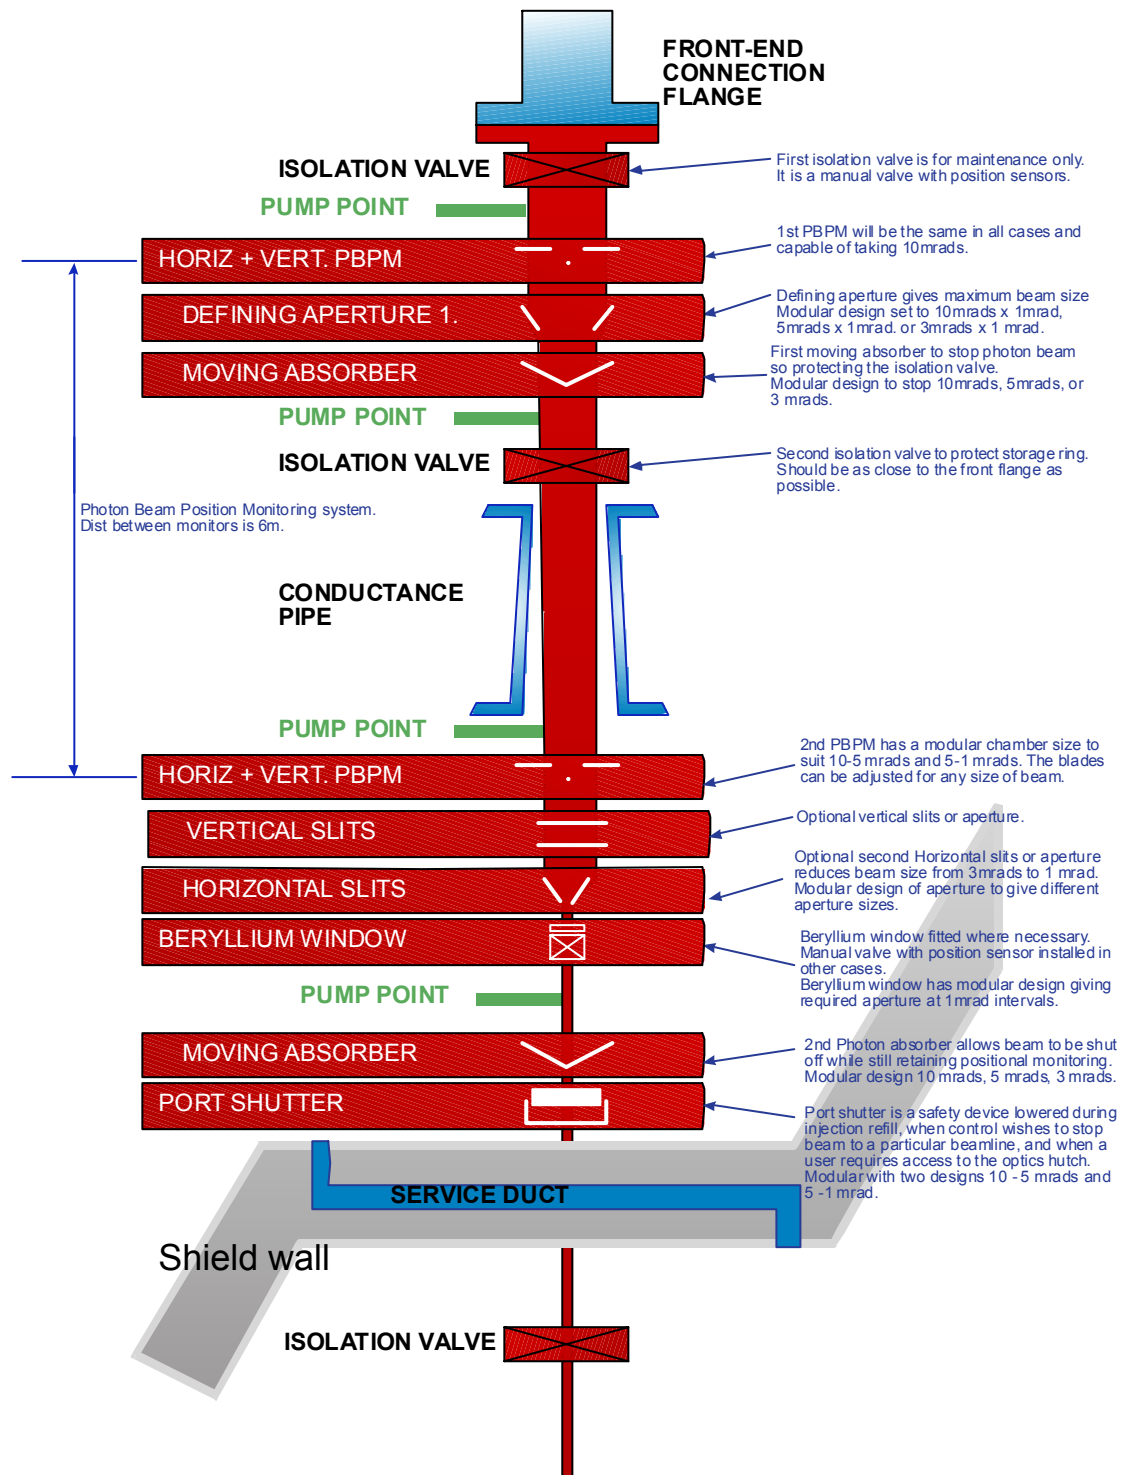 FRONT-END
CONNECTION
FLANGE
ISOLATION VALVE
First isolation valve is for maintenance only.
It is a manual valve with position sensors.
PUMP POINT
HORIZ + VERT. PBPM
1st PBPM will be the same in all cases and
capable of taking 10mrads.
DEFINING APERTURE 1.
Defining aperture gives maximum beam size
Modular design set to 10mrads x 1mrad,
5mrads x 1mrad. or 3mrads x 1 mrad.
MOVING ABSORBER
First moving absorber to stop photon beam
so protecting the isolation valve.
Modular design to stop 10mrads, 5mrads, or
3 mrads.
PUMP POINT
ISOLATION VALVE
Second isolation valve to protect storage ring.
Should be as close to the front flange as
possible.
Photon Beam Position Monitoring system.
Dist between monitors is 6m.
CONDUCTANCE
PIPE
PUMP POINT
HORIZ + VERT. PBPM
2nd PBPM has a modular chamber size to
suit 10-5 mrads and 5-1 mrads. The blades
can be adjusted for any size of beam.
VERTICAL SLITS
Optional vertical slits or aperture.
HORIZONTAL SLITS
Optional second Horizontal slits or aperture
reduces beam size from 3mrads to 1 mrad.
Modular design of aperture to give different
aperture sizes.
BERYLLIUM WINDOW
Beryllium window fitted where necessary.
Manual valve with position sensor installed in
other cases.
Beryllium window has modular design giving
required aperture at 1mrad intervals.
PUMP POINT
MOVING ABSORBER
2nd Photon absorber allows beam to be shut
off while still retaining positional monitoring.
Modular design 10 mrads, 5 mrads, 3 mrads.
PORT SHUTTER
Port shutter is a safety device lowered during
injection refill, when control wishes to stop
beam to a particular beamline, and when a
user requires access to the optics hutch.
Modular with two designs 10 - 5 mrads and
5 -1 mrad.
SERVICE DUCT
Shield wall
ISOLATION VALVE